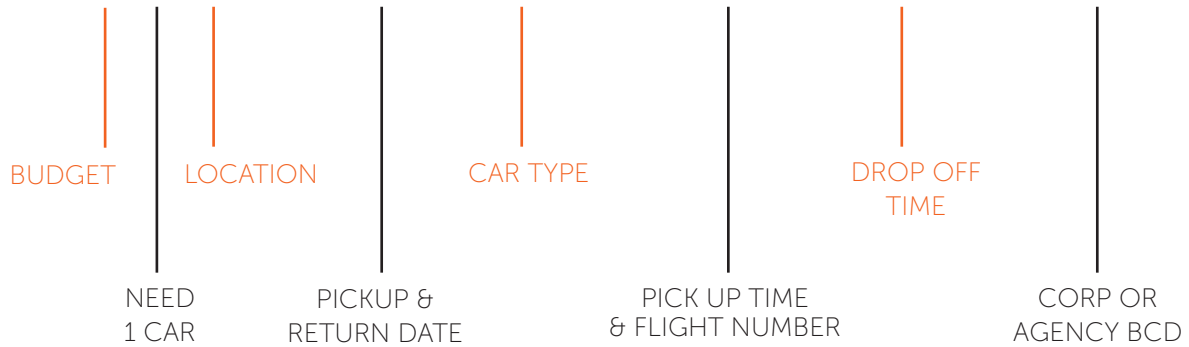 BUDGET
LOCATION
CAR TYPE
DROP OFF
TIME
NEED
1 CAR
PICKUP &
RETURN DATE
PICK UP TIME
& FLIGHT NUMBER
CORP OR
AGENCY BCD